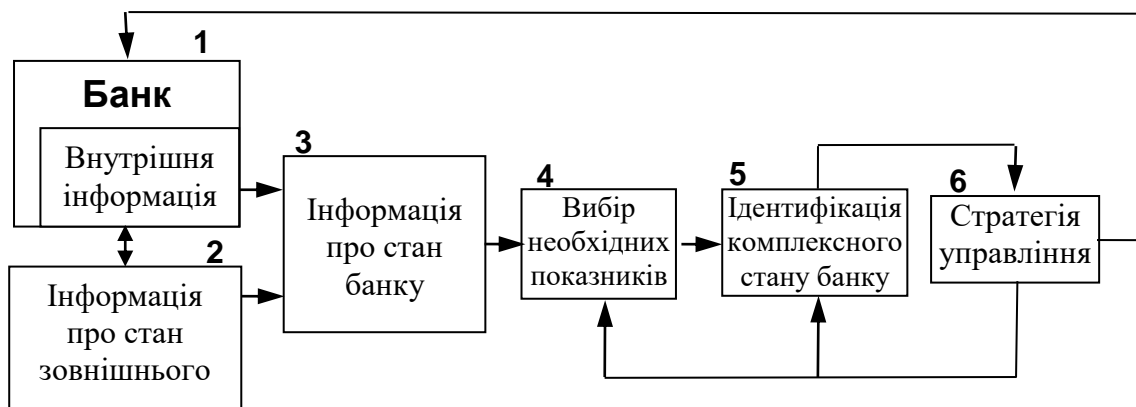 1
Банк
Внутрішня
інформація
2
Інформація
про стан
зовнішнього
3
Інформація
про стан
банку
4
Вибір
необхідних
показників
5
Ідентифікація
комплексного
стану банку
6
Стратегія
управління